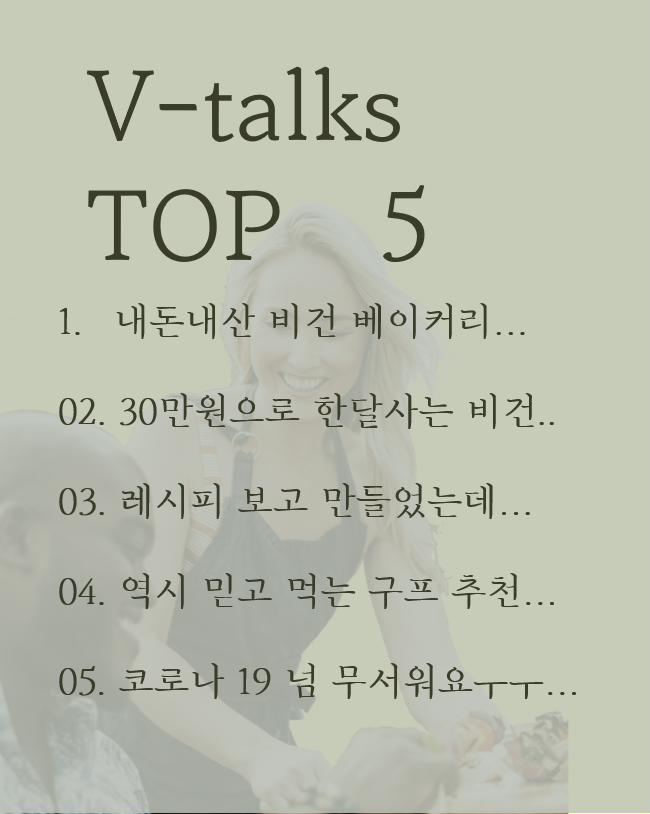 V-talks
TOP 5
1. 내돈내산 비건 베이커리...
02. 30만원으로 한달사는 비건..
03. 레시피 보고 만들었는데...
04. 역시 믿고 먹는 구프 추천...
05. 코로나 19 넘 무서워요ㅜㅜ...